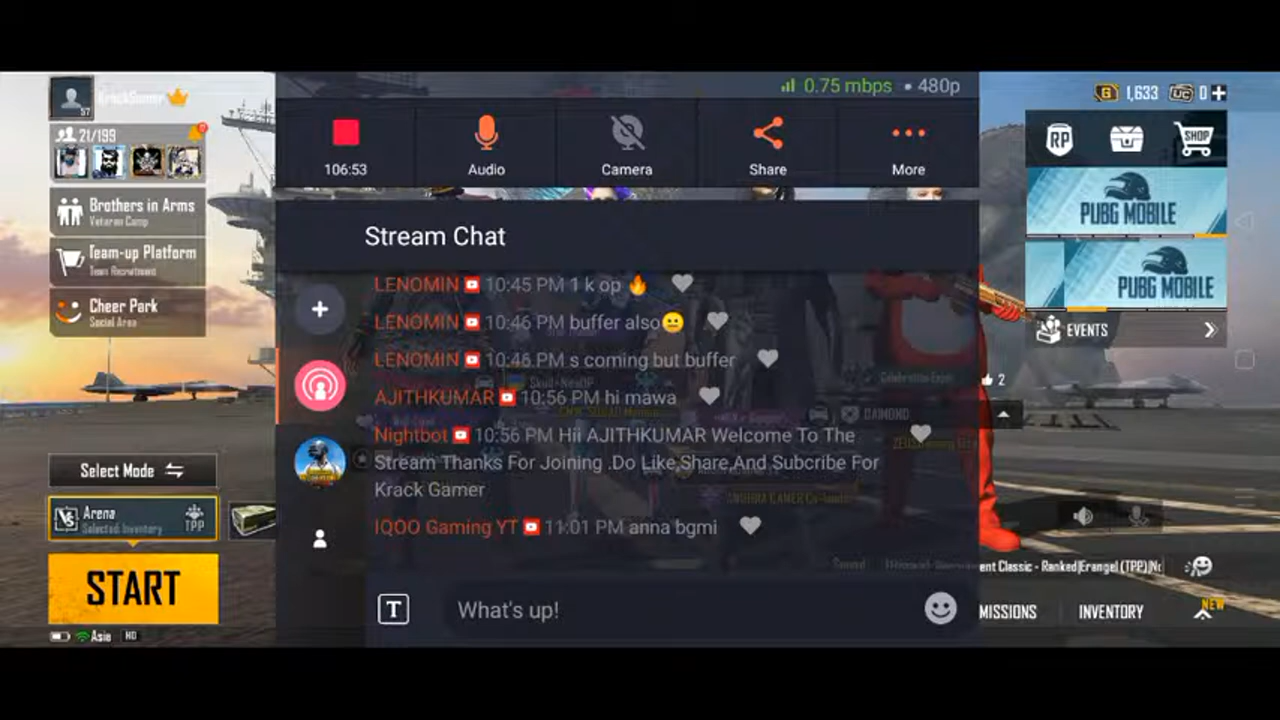 0.75 mbps • 480p
57
KrackGamer
1,633
UC 0
21/199
106:53
Audio
Camera
Share
More
RP
SHOP
Brothers in Arms
Veteran Camp
PUBG MOBILE
Stream Chat
Team-up Platform
Team Recruitment
PUBG MOBILE
LENOMIN 10:45 PM 1 k op 🔥
Cheer Park
Social Area
LENOMIN 10:46 PM buffer also😐
EVENTS
LENOMIN 10:46 PM s coming but buffer
2
AJITHKUMAR 10:56 PM hi mawa
DAIMOND
Nightbot 10:56 PM Hii AJITHKUMAR Welcome To The
Stream Thanks For Joining .Do Like,Share,And Subcribe For
Krack Gamer
Select Mode
Arena
Selected: Inventory
TPP
IQOO Gaming YT 11:01 PM anna bgmi
ent Classic - Ranked|Erangel (TPP)|Nc
START
T
What's up!
MISSIONS
INVENTORY
NEW
Asie
HD